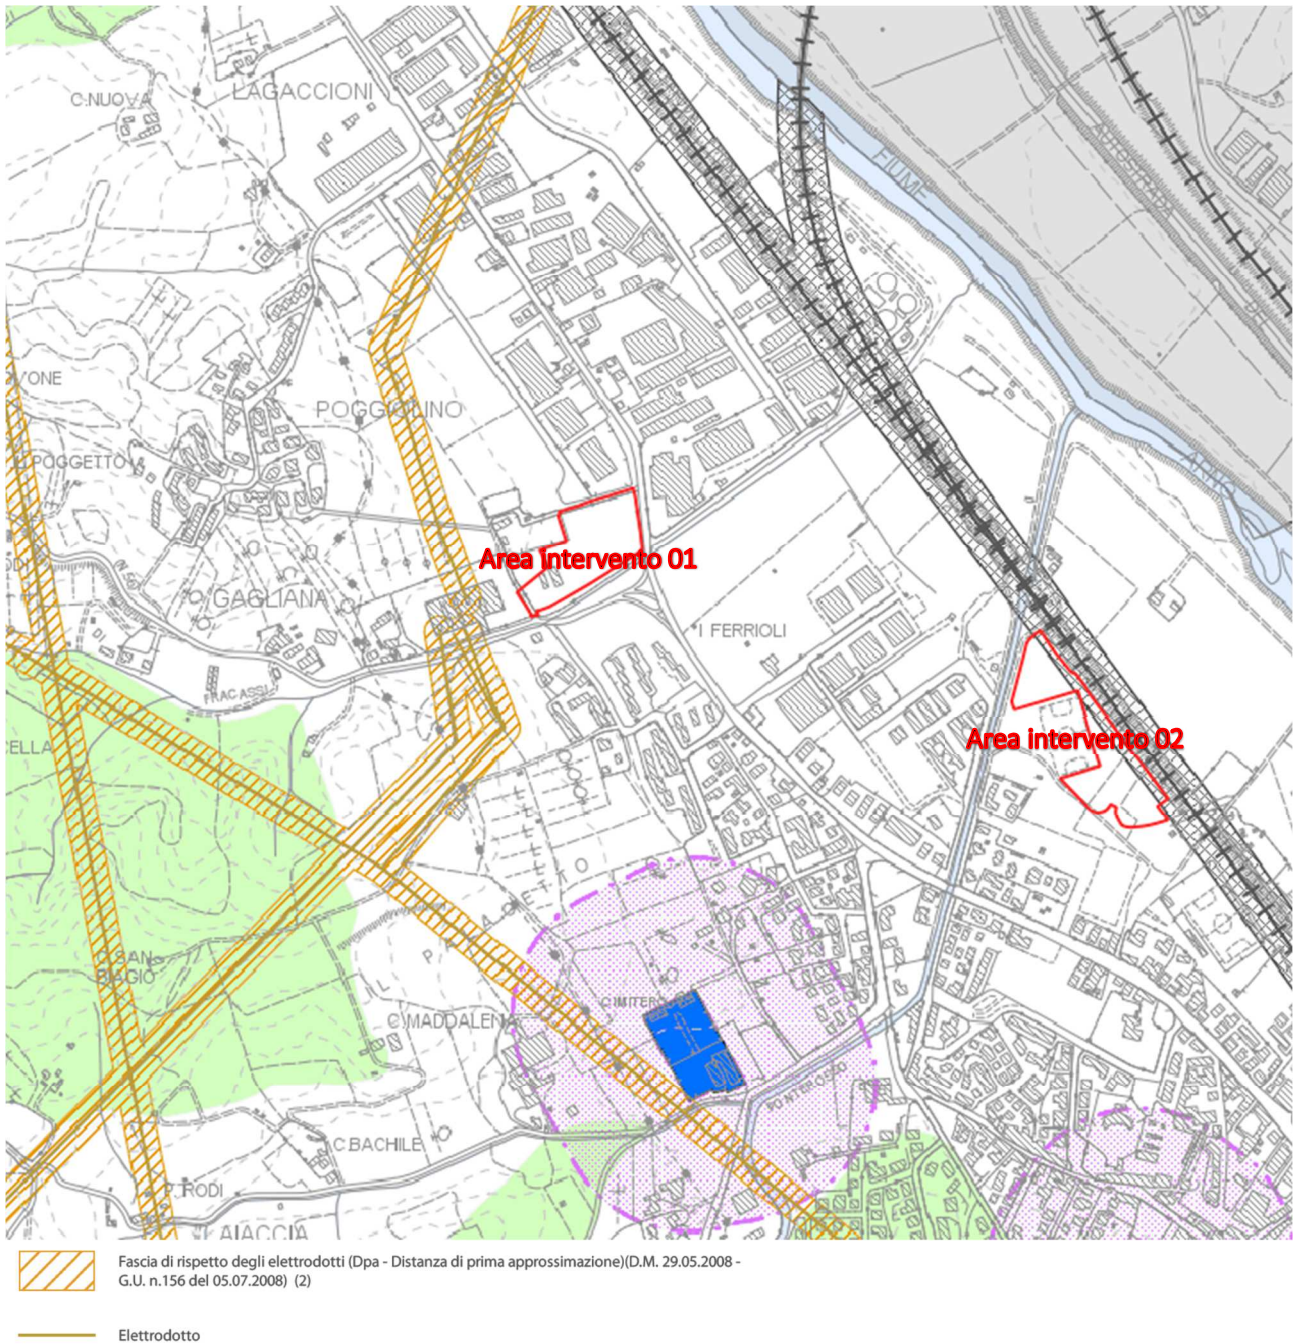 LAGACCIONI
C.NUOVA
FIUME
POGGIOLINO
POGGETTO
ARNO
Area intervento 01
GAGLIANA
I FERRIOLI
FRACASSI
Area intervento 02
CELLA
C.SAN
BIAGIO
CIMITERO
C.MADDALENA
C.BACHILE
P.RODI
LAIACCIA
Fascia di rispetto degli elettrodotti (Dpa - Distanza di prima approssimazione)(D.M. 29.05.2008 -
G.U. n.156 del 05.07.2008) (2)
Elettrodotto